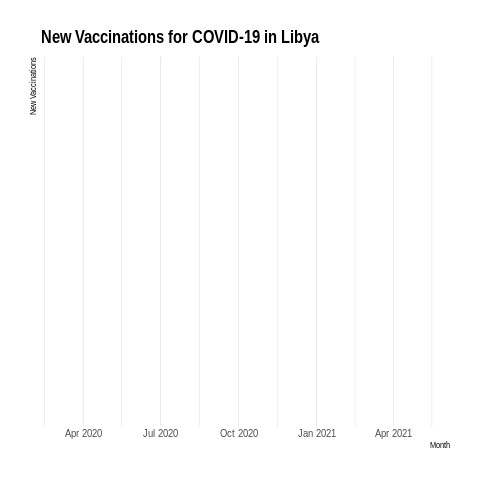 New Vaccinations for COVID-19 in Libya
New Vaccinations
Apr 2020 Jul 2020 Oct 2020 Jan 2021 Apr 2021
Month